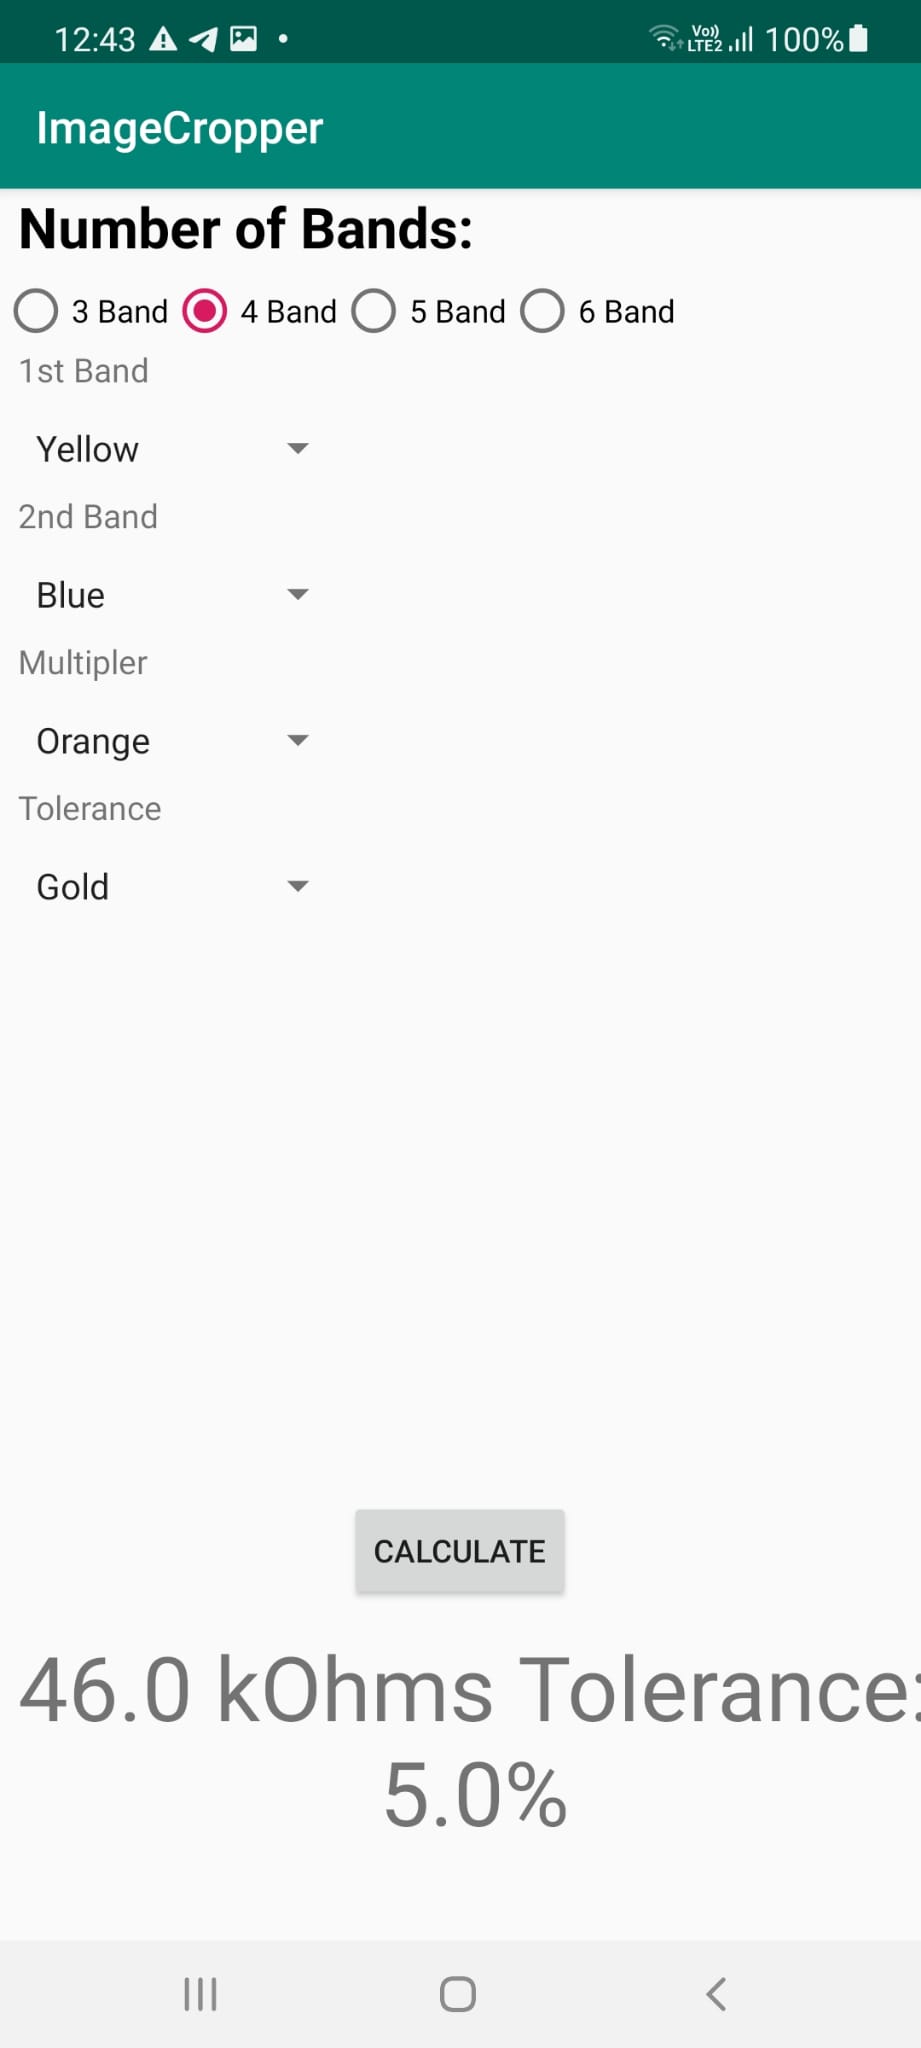 12:43 Vo)) LTE2 100%
ImageCropper
Number of Bands:
3 Band 4 Band 5 Band 6 Band
1st Band
Yellow
2nd Band
Blue
Multipler
Orange
Tolerance
Gold
CALCULATE
46.0 kOhms Tolerance:
5.0%